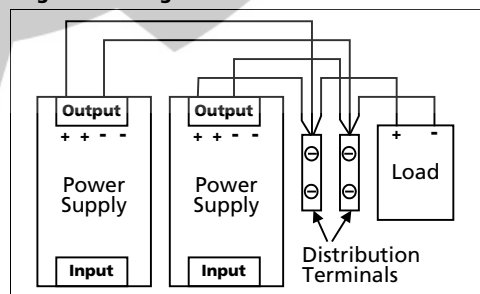 Output
+ + - -
Power
Supply
Input
Output
+ + - -
Power
Supply
Input
+ -
Load
Distribution
Terminals